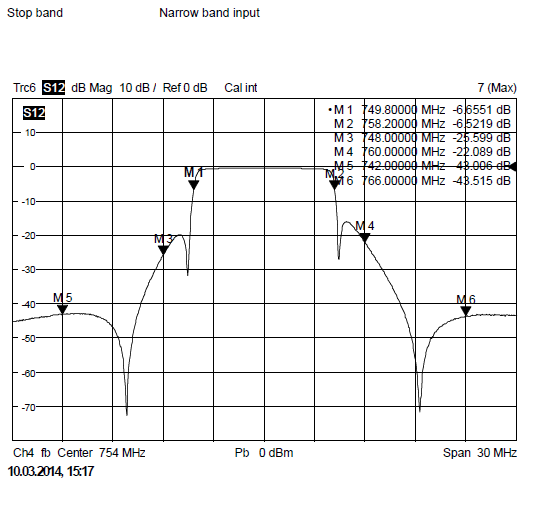 Stop band Narrow band input
Trc6 S12 dB Mag 10 dB / Ref 0 dB Cal int 7 (Max)
S12
•M 1 749.80000 MHz -6.6551 dB
M 2 758.20000 MHz -6.5219 dB
M 3 748.00000 MHz -25.599 dB
M 4 760.00000 MHz -22.089 dB
M 5 742.00000 MHz -43.006 dB
M 6 766.00000 MHz -43.515 dB
10
0
-10
-20
-30
-40
-50
-60
-70
M 1
M 2
M 3
M 4
M 5
M 6
Ch4 fb Center 754 MHz Pb 0 dBm Span 30 MHz
10.03.2014, 15:17